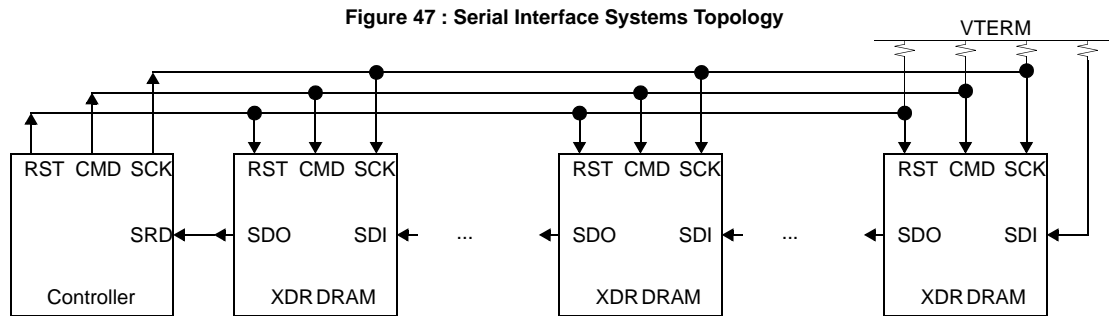 Figure 47 : Serial Interface Systems Topology
VTERM
RST CMD SCK
RST CMD SCK
RST CMD SCK
RST CMD SCK
SRD
SDO SDI
...
SDO SDI
...
SDO SDI
Controller
XDR DRAM
XDR DRAM
XDR DRAM